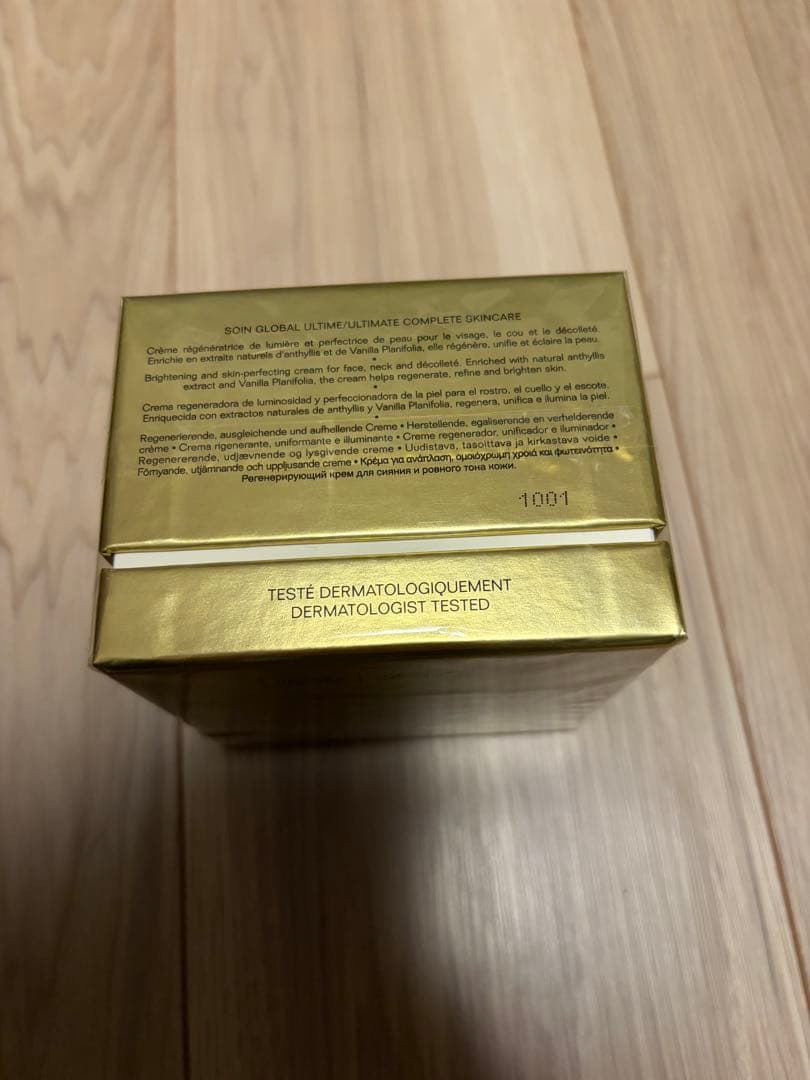 SOIN GLOBAL ULTIME/ULTIMATE COMPLETE SKINCARE
Crème régénératrice de lumière et perfectrice de peau pour le visage, le cou et le décolleté.
Enrichie en extraits naturels d'anthyllis et de Vanilla Planifolia, elle régénère, unifie et éclaire la peau.
•
Brightening and skin-perfecting cream for face, neck and décolleté. Enriched with natural anthyllis
extract and Vanilla Planifolia, the cream helps regenerate, refine and brighten skin.
•
Crema regeneradora de luminosidad y perfeccionadora de la piel para el rostro, el cuello y el escote.
Enriquecida con extractos naturales de anthyllis y Vanilla Planifolia, regenera, unifica e ilumina la piel.
•
Regenerierende, ausgleichende und aufhellende Creme • Herstellende, egaliserende en verhelderende
crème • Crema rigenerante, uniformante e illuminante • Creme regenerador, unificador e iluminador •
Regenererende, udjævnende og lysgivende creme • Uudistava, tasoittava ja kirkastava voide •
Förnyande, utjämnande och uppljusande creme • Κρέμα για ανάπλαση, ομοιόχρωμη χροιά και φωτεινότητα •
Регенерирующий крем для сияния и ровного тона кожи.
1001
TESTÉ DERMATOLOGIQUEMENT
DERMATOLOGIST TESTED